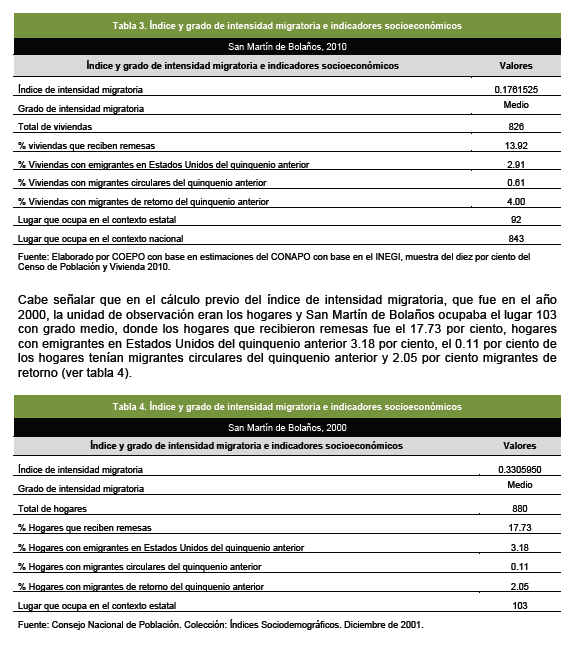 Tabla 3. Índice y grado de intensidad migratoria e indicadores socioeconómicos
San Martín de Bolaños, 2010
Índice y grado de intensidad migratoria e indicadores socioeconómicos Valores
Índice de intensidad migratoria 0.1761525
Grado de intensidad migratoria Medio
Total de viviendas 826
% viviendas que reciben remesas 13.92
% Viviendas con emigrantes en Estados Unidos del quinquenio anterior 2.91
% Viviendas con migrantes circulares del quinquenio anterior 0.61
% Viviendas con migrantes de retorno del quinquenio anterior 4.00
Lugar que ocupa en el contexto estatal 92
Lugar que ocupa en el contexto nacional 843
Fuente: Elaborado por COEPO con base en estimaciones del CONAPO con base en el INEGI, muestra del diez por ciento del
Censo de Población y Vivienda 2010.
Cabe señalar que en el cálculo previo del índice de intensidad migratoria, que fue en el año
2000, la unidad de observación eran los hogares y San Martín de Bolaños ocupaba el lugar 103
con grado medio, donde los hogares que recibieron remesas fue el 17.73 por ciento, hogares
con emigrantes en Estados Unidos del quinquenio anterior 3.18 por ciento, el 0.11 por ciento de
los hogares tenían migrantes circulares del quinquenio anterior y 2.05 por ciento migrantes de
retorno (ver tabla 4).
Tabla 4. Índice y grado de intensidad migratoria e indicadores socioeconómicos
San Martín de Bolaños, 2000
Índice y grado de intensidad migratoria e indicadores socioeconómicos Valores
Índice de intensidad migratoria 0.3305950
Grado de intensidad migratoria Medio
Total de hogares 880
% Hogares que reciben remesas 17.73
% Hogares con emigrantes en Estados Unidos del quinquenio anterior 3.18
% Hogares con migrantes circulares del quinquenio anterior 0.11
% Hogares con migrantes de retorno del quinquenio anterior 2.05
Lugar que ocupa en el contexto estatal 103
Fuente: Consejo Nacional de Población. Colección: Índices Sociodemográficos. Diciembre de 2001.